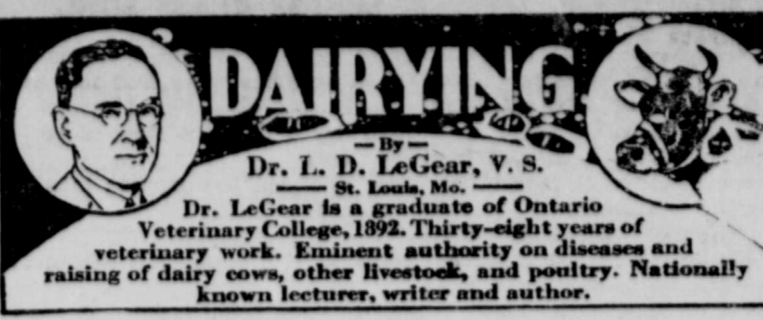 DAIRYING
—By—
Dr. L. D. LeGear, V. S.
St. Louis, Mo.
Dr. LeGear is a graduate of Ontario
Veterinary College, 1892. Thirty-eight years of
veterinary work. Eminent authority on diseases and
raising of dairy cows, other livestock, and poultry. Nationally
known lecturer, writer and author.